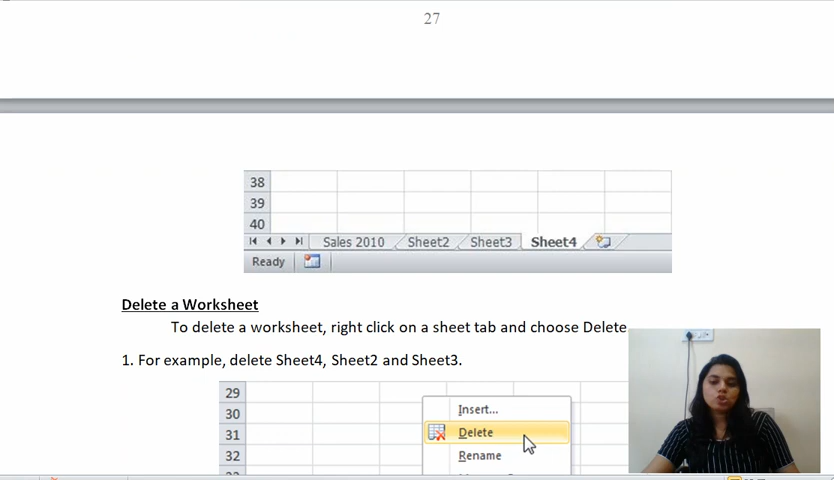 27
38
39
40
Sales 2010 Sheet2 Sheet3 Sheet4
Ready
Delete a Worksheet
To delete a worksheet, right click on a sheet tab and choose Delete
1. For example, delete Sheet4, Sheet2 and Sheet3.
29
30
31
32
Insert...
Delete
Rename